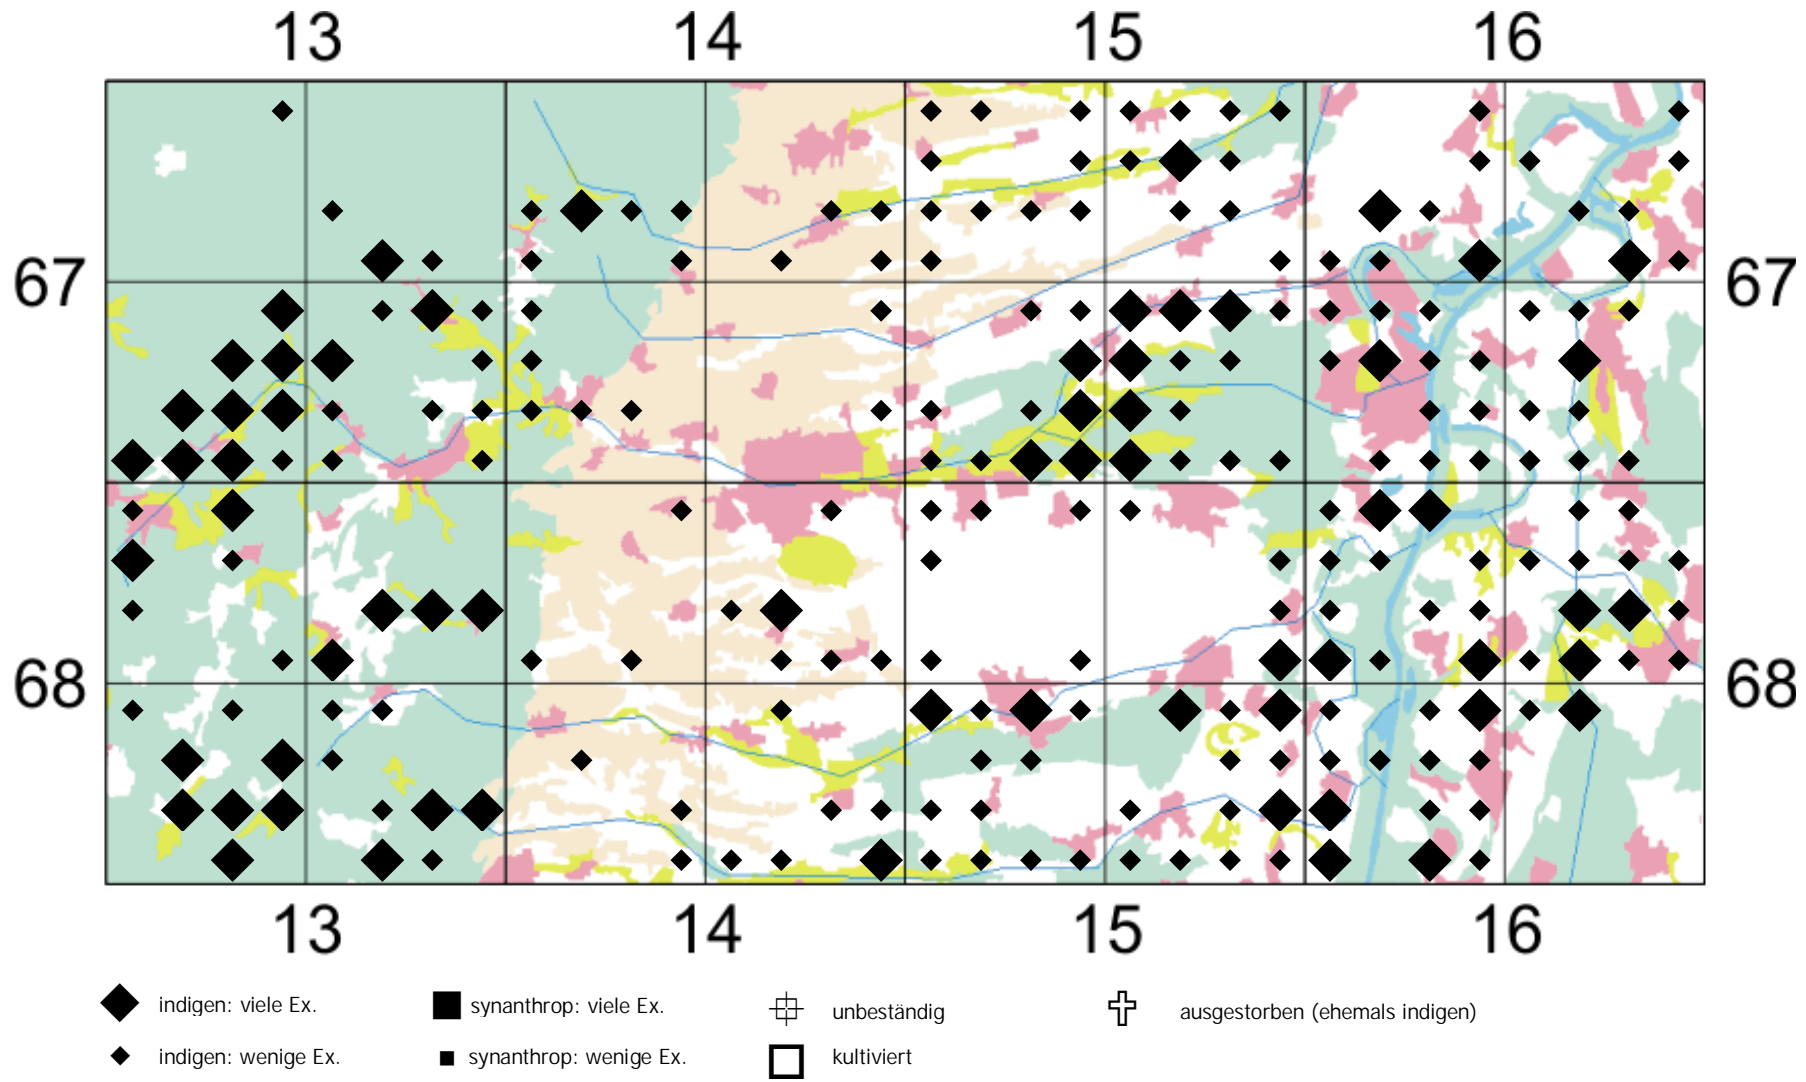 13 14 15 16
67 67
68 68
13 14 15 16
indigen: viele Ex. synanthrop: viele Ex. unbeständig ausgestorben (ehemals indigen)
indigen: wenige Ex. synanthrop: wenige Ex. kultiviert